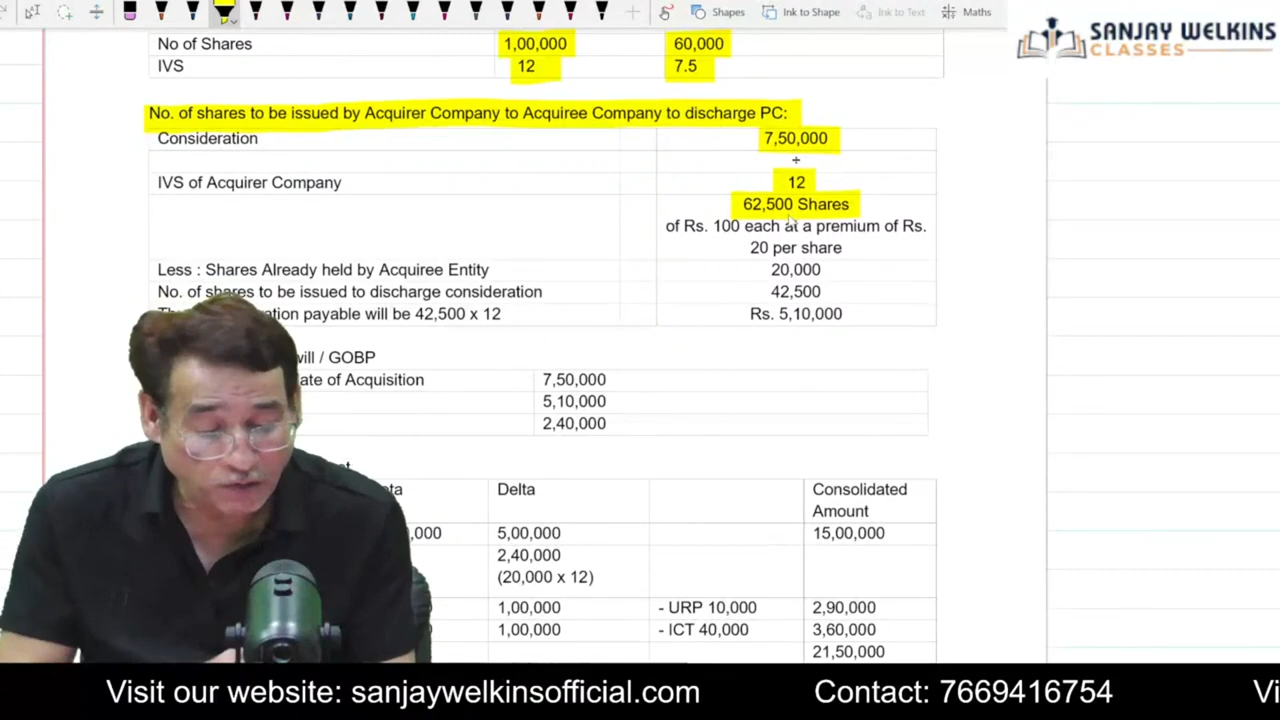 Shapes Ink to Shape Ink to Text Maths
SANJAY WELKINS
CLASSES
No of Shares 1,00,000 60,000
IVS 12 7.5
No. of shares to be issued by Acquirer Company to Acquiree Company to discharge PC:
Consideration 7,50,000
÷
IVS of Acquirer Company 12
62,500 Shares
of Rs. 100 each at a premium of Rs.
20 per share
Less : Shares Already held by Acquiree Entity 20,000
No. of shares to be issued to discharge consideration 42,500
payable will be 42,500 x 12 Rs. 5,10,000
/ GOBP
of Acquisition 7,50,000
5,10,000
2,40,000
Delta Consolidated
Amount
,000 5,00,000 15,00,000
2,40,000
(20,000 x 12)
1,00,000 - URP 10,000 2,90,000
1,00,000 - ICT 40,000 3,60,000
21,50,000
Visit our website: sanjaywelkinsofficial.com Contact: 7669416754 Vi